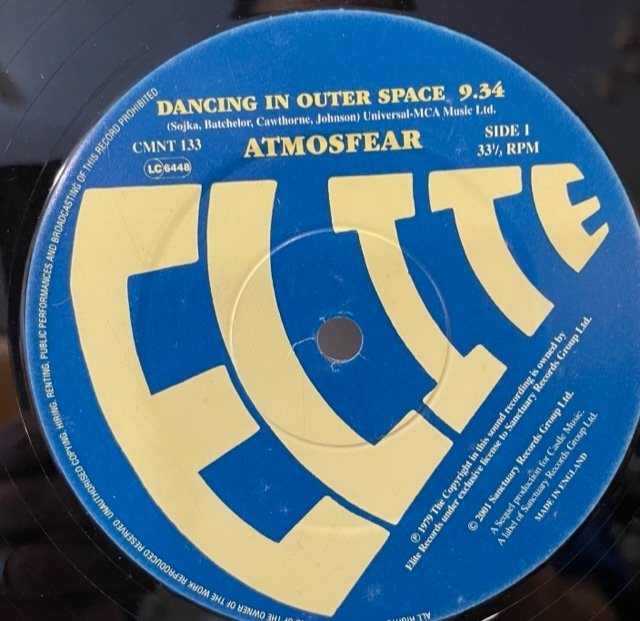 DANCING IN OUTER SPACE 9.34
(Sojka, Batchelor, Cawthorne, Johnson) Universal-MCA Music Ltd.
CMNT 133
ATMOSFEAR
SIDE 1
33⅓ RPM
LC 6448
ELITE
℗ 1979 The Copyright in this sound recording is owned by
Elite Records under exclusive license to Sanctuary Records Group Ltd.
© 2001 Sanctuary Records Group Ltd.
A Sequel production for Castle Music,
A label of Sanctuary Records Group Ltd.
MADE IN ENGLAND
ALL RIGHTS OF THE OWNER OF THE WORK REPRODUCED RESERVED. UNAUTHORISED COPYING, HIRING, RENTING, PUBLIC PERFORMANCES AND BROADCASTING OF THIS RECORD PROHIBITED.